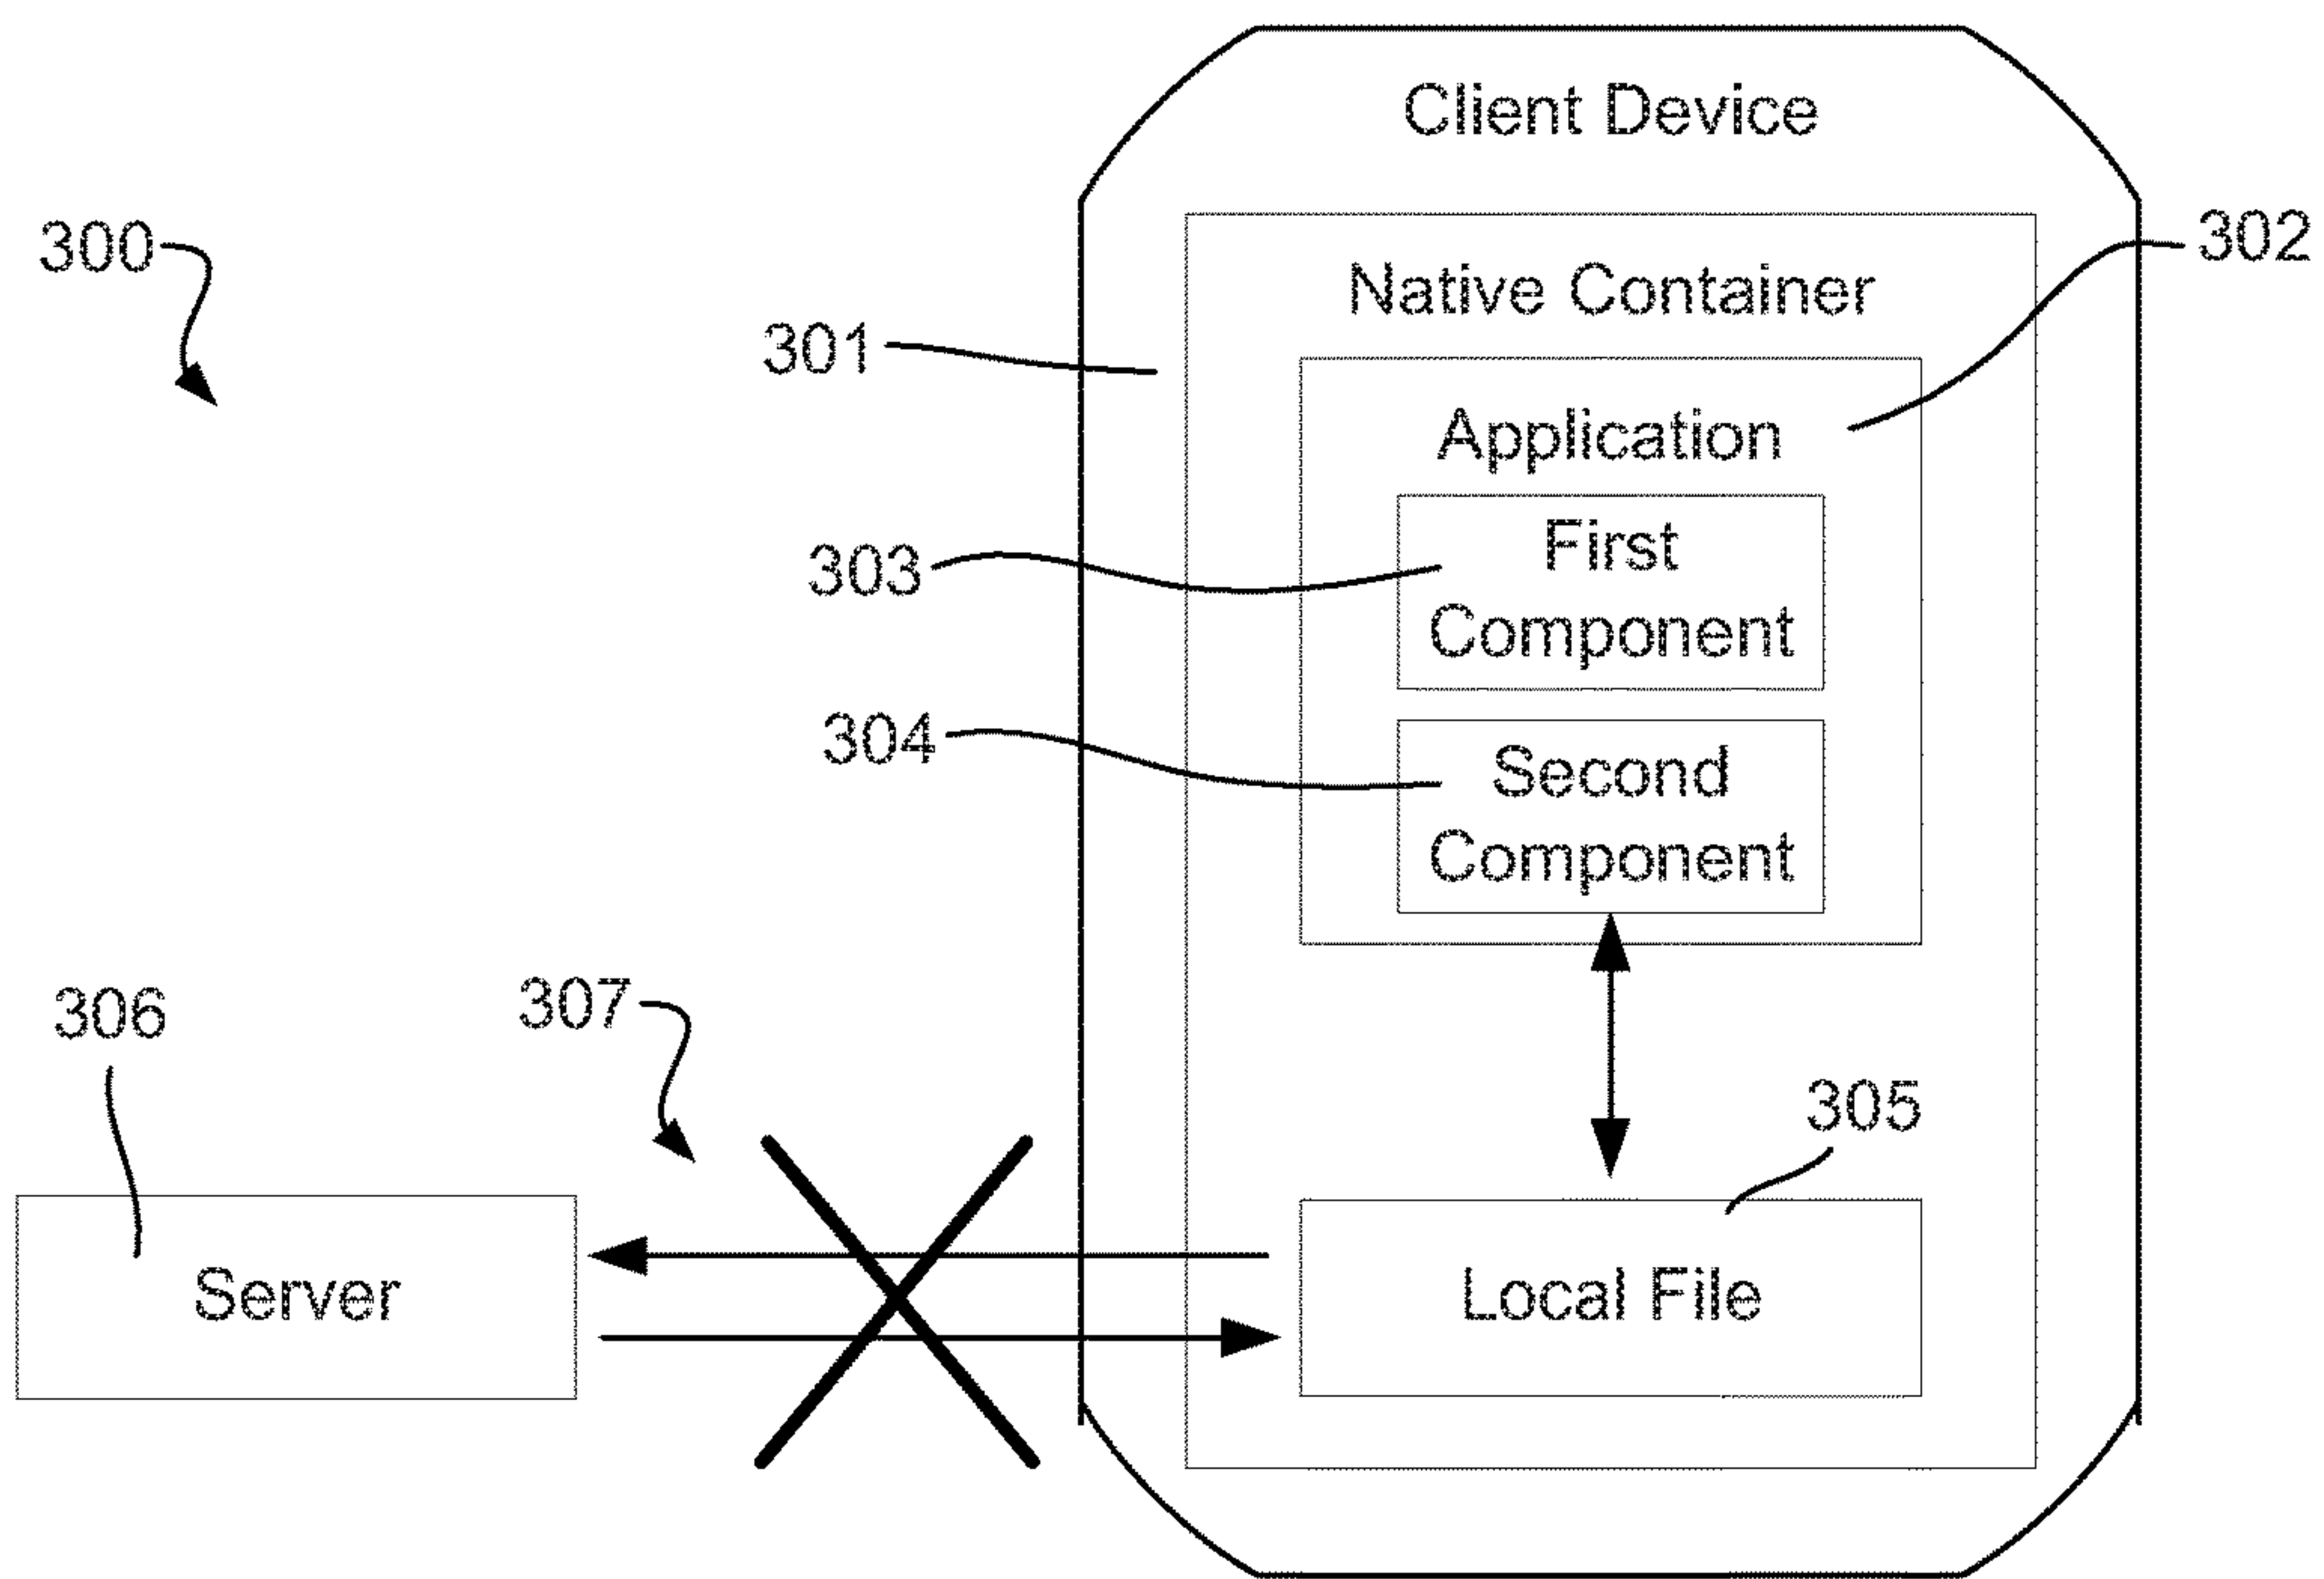 Client Device
300
302
Native Container
301
Application
First
303
Component
304
Second
Component
306
307
305
Server
Local File